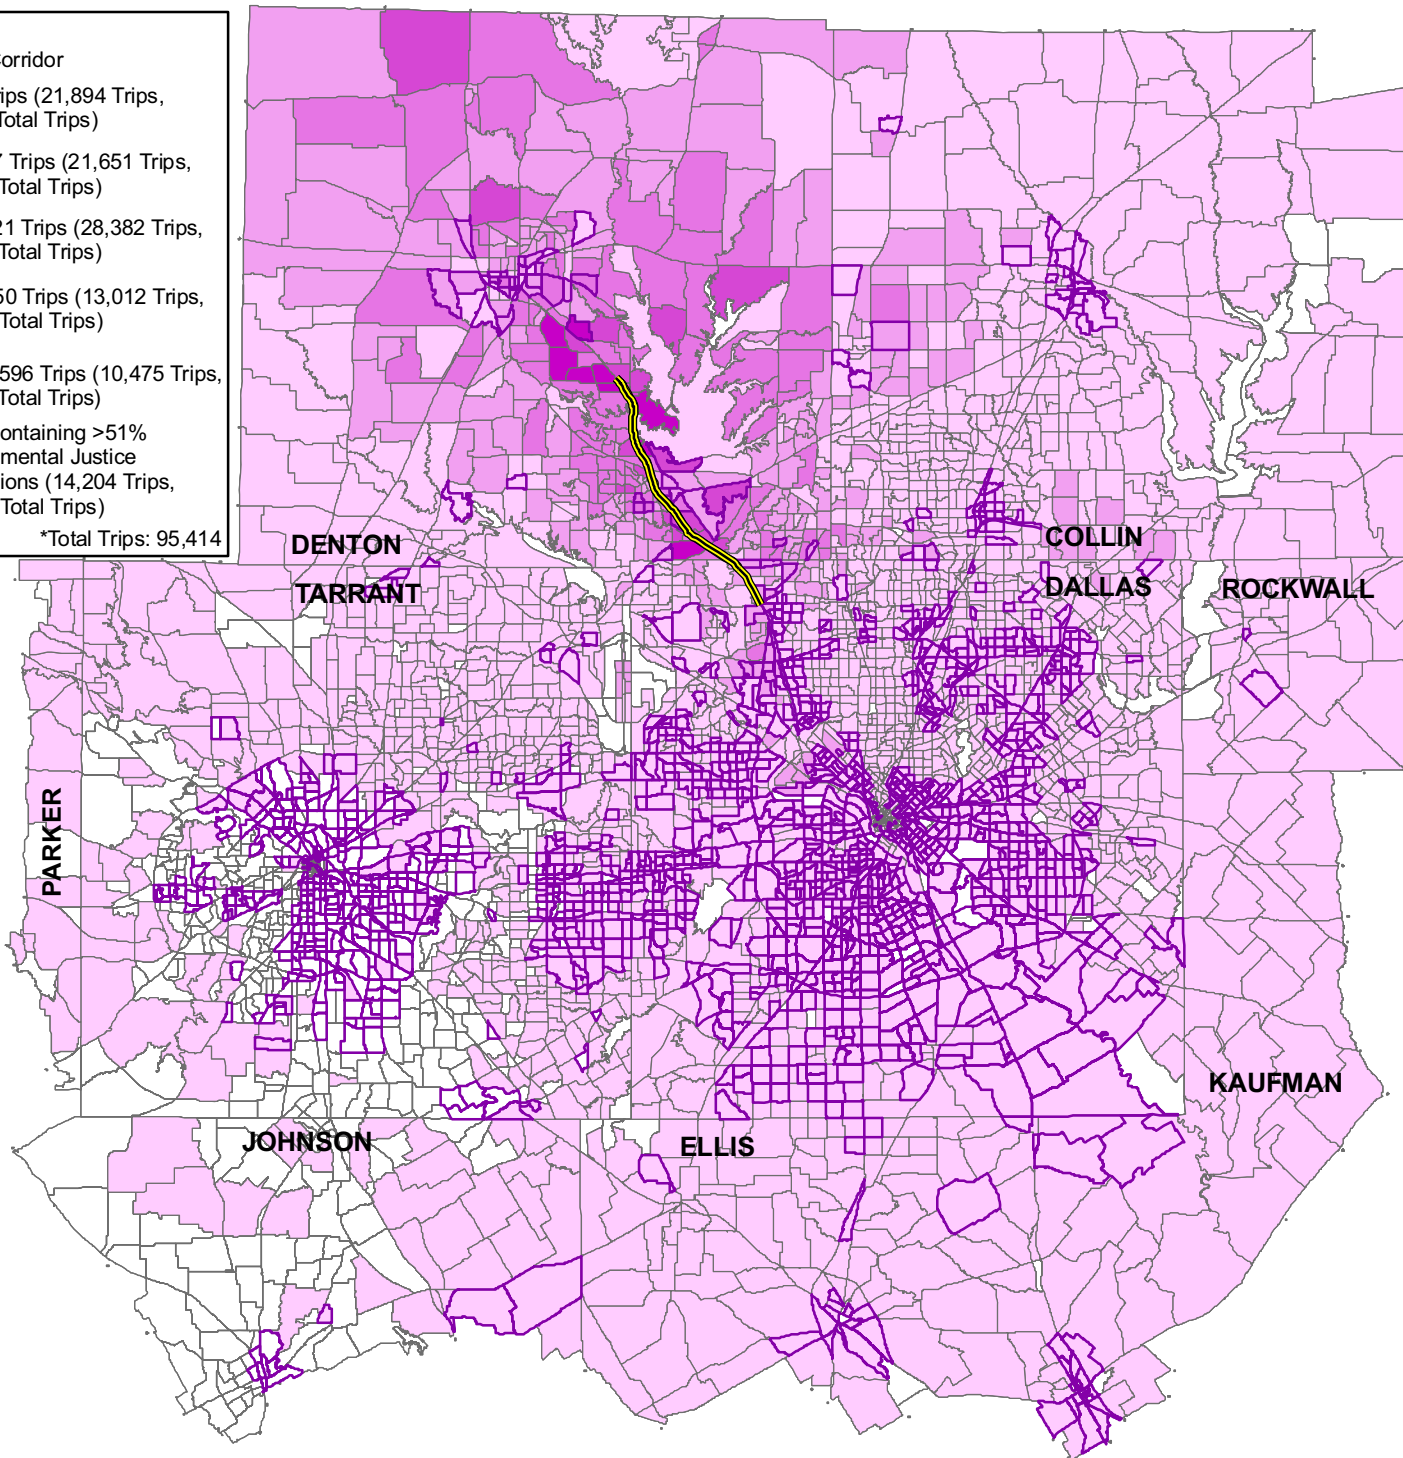 orridor
rips (21,894 Trips,
Total Trips)
7 Trips (21,651 Trips,
Total Trips)
21 Trips (28,382 Trips,
Total Trips)
50 Trips (13,012 Trips,
Total Trips)
596 Trips (10,475 Trips,
Total Trips)
ontaining >51%
mental Justice
ions (14,204 Trips,
Total Trips)
*Total Trips: 95,414
DENTON
COLLIN
TARRANT
DALLAS
ROCKWALL
PARKER
KAUFMAN
JOHNSON
ELLIS